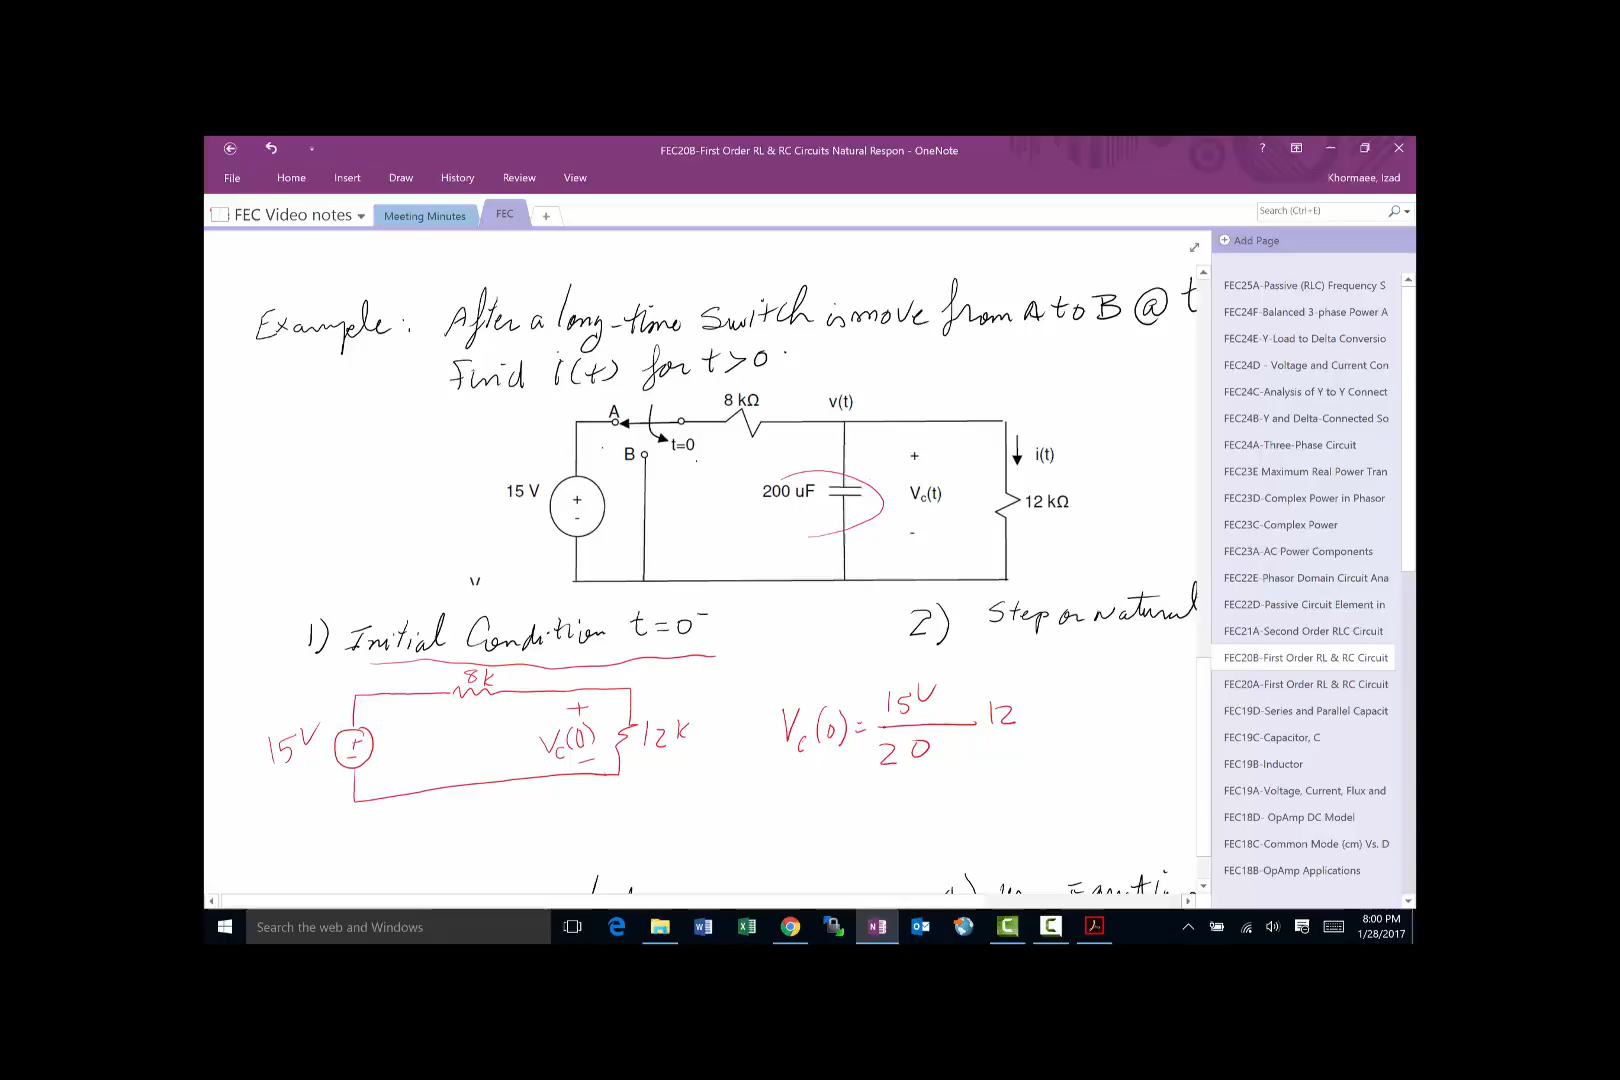 FEC20B-First Order RL & RC Circuits Natural Respon - OneNote
?
File Home Insert Draw History Review View
Khormaee, Izad
FEC Video notes Meeting Minutes FEC +
Search (Ctrl+E)
Add Page
Example: After a long-time Switch is move from A to B @ t
Find i(t) for t>0
8 kΩ v(t)
A
t=0
B
+ i(t)
15 V + -
200 uF Vc(t) 12 kΩ
-
1) Initial Condition t=0⁻ 2) Step or Natural
8k
15V + - + Vc(0) - 12k
Vc(0) = 15V / 20 12
FEC25A-Passive (RLC) Frequency S
FEC24F-Balanced 3-phase Power A
FEC24E-Y-Load to Delta Conversio
FEC24D - Voltage and Current Con
FEC24C-Analysis of Y to Y Connect
FEC24B-Y and Delta-Connected So
FEC24A-Three-Phase Circuit
FEC23E Maximum Real Power Tran
FEC23D-Complex Power in Phasor
FEC23C-Complex Power
FEC23A-AC Power Components
FEC22E-Phasor Domain Circuit Ana
FEC22D-Passive Circuit Element in
FEC21A-Second Order RLC Circuit
FEC20B-First Order RL & RC Circuit
FEC20A-First Order RL & RC Circuit
FEC19D-Series and Parallel Capacit
FEC19C-Capacitor, C
FEC19B-Inductor
FEC19A-Voltage, Current, Flux and
FEC18D- OpAmp DC Model
FEC18C-Common Mode (cm) Vs. D
FEC18B-OpAmp Applications
Search the web and Windows
8:00 PM
1/28/2017